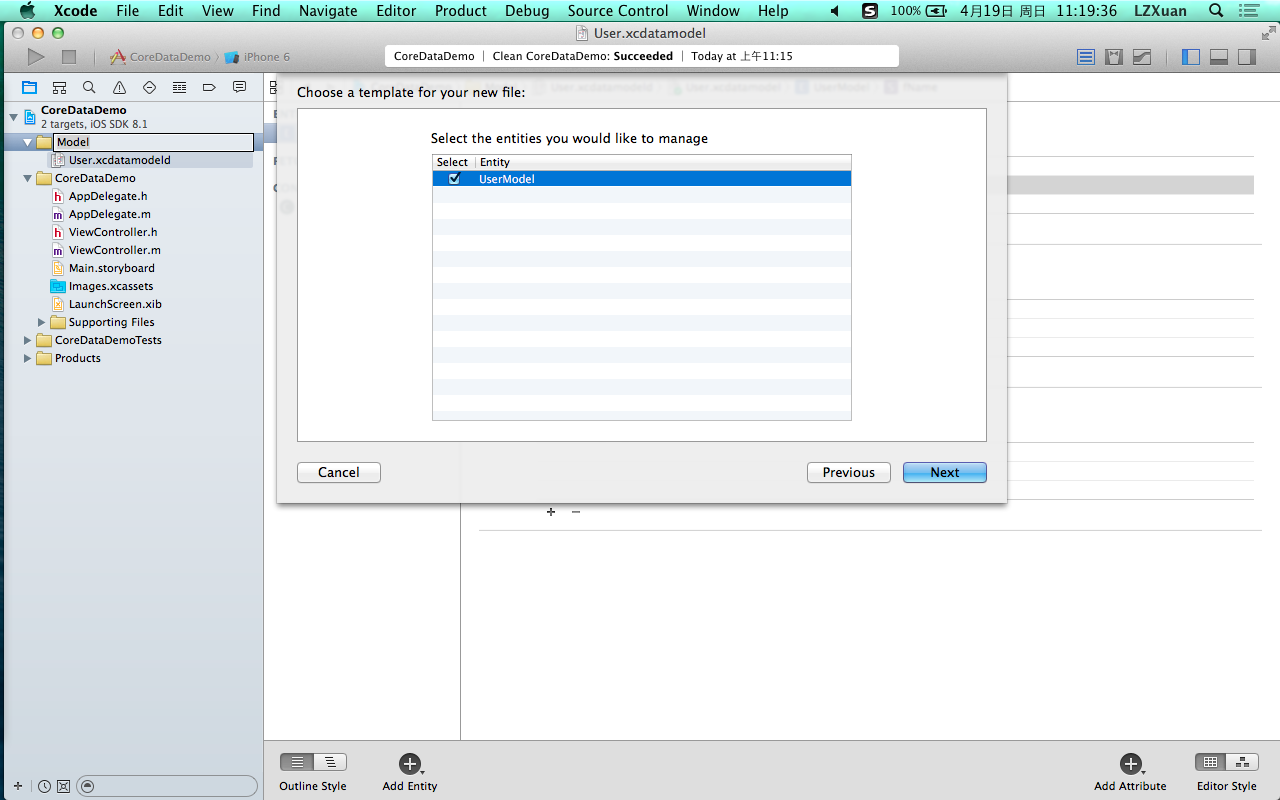 Xcode File Edit View Find Navigate Editor Product Debug Source Control Window Help 100% 4月19日 周日 11:19:36 LZXuan
User.xcdatamodel
CoreDataDemo iPhone 6 CoreDataDemo Clean CoreDataDemo: Succeeded Today at 上午11:15
CoreDataDemo
2 targets, iOS SDK 8.1
Model
User.xcdatamodeld
CoreDataDemo
h AppDelegate.h
m AppDelegate.m
h ViewController.h
m ViewController.m
Main.storyboard
Images.xcassets
LaunchScreen.xib
Supporting Files
CoreDataDemoTests
Products
Choose a template for your new file:
Select the entities you would like to manage
Select Entity
UserModel
Cancel Previous Next
Outline Style Add Entity Add Attribute Editor Style